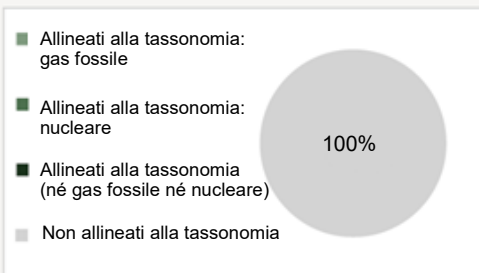 Allineati alla tassonomia:
gas fossile
Allineati alla tassonomia:
nucleare
Allineati alla tassonomia
(né gas fossile né nucleare)
Non allineati alla tassonomia
100%